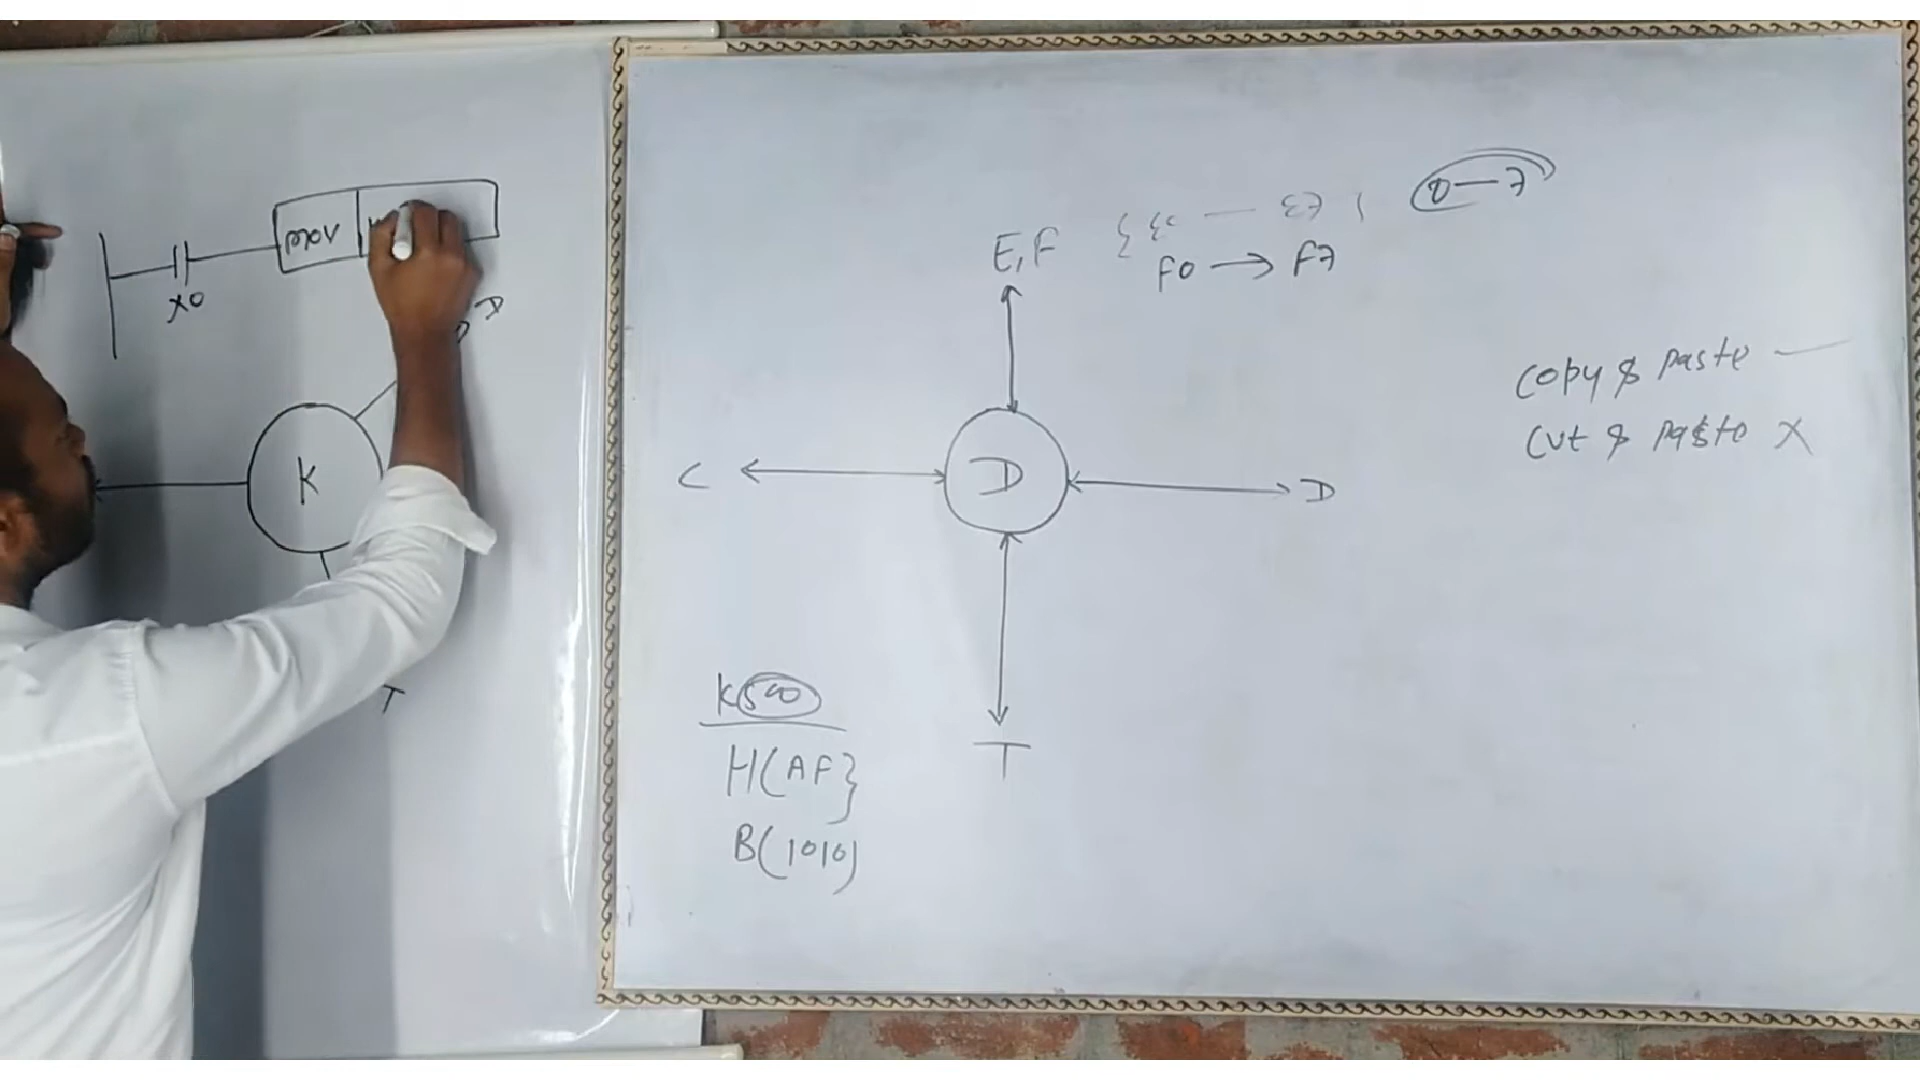 mov
X0
D
K
T
E,F
0—7
F0 → F7
C
D
D
T
K500
H(AF}
B(1010)
Copy & paste —
Cut & paste X